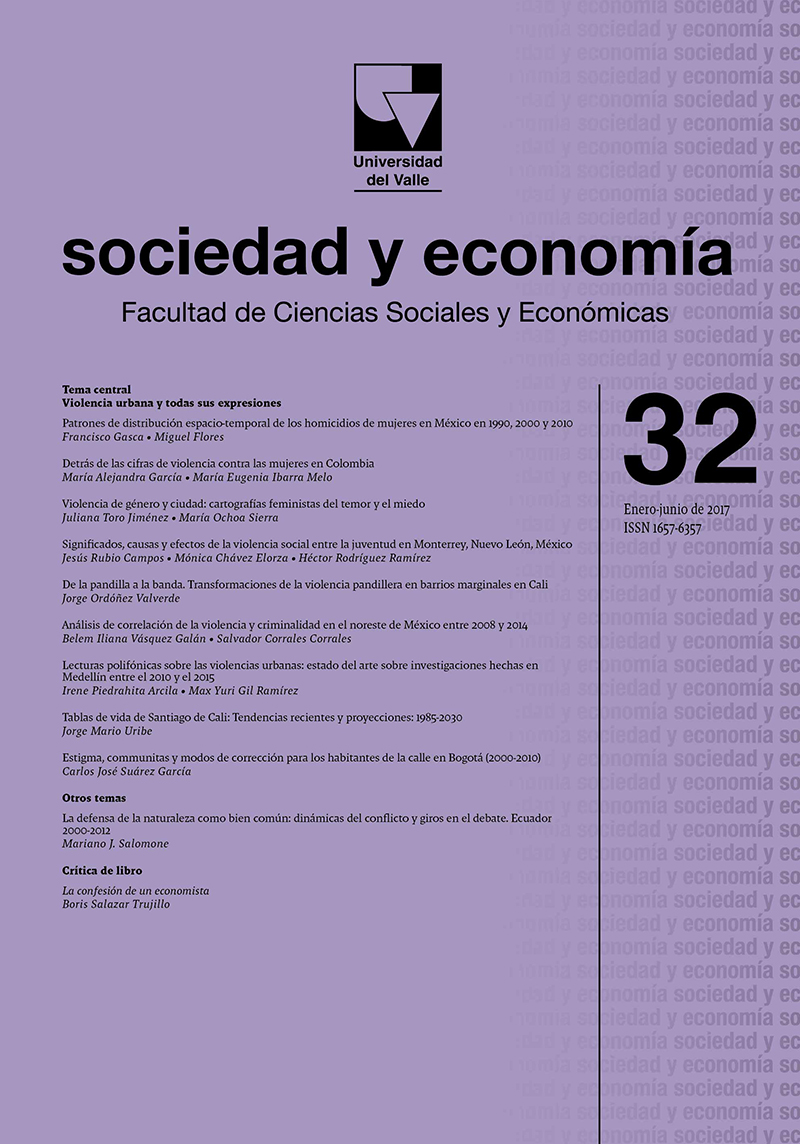 Universidad
del Valle
sociedad y economía
Facultad de Ciencias Sociales y Económicas
Tema central
Violencia urbana y todas sus expresiones
Patrones de distribución espacio-temporal de los homicidios de mujeres en México en 1990, 2000 y 2010
Francisco Gasca • Miguel Flores
Detrás de las cifras de violencia contra las mujeres en Colombia
María Alejandra García • María Eugenia Ibarra Melo
Violencia de género y ciudad: cartografías feministas del temor y el miedo
Juliana Toro Jiménez • María Ochoa Sierra
Significados, causas y efectos de la violencia social entre la juventud en Monterrey, Nuevo León, México
Jesús Rubio Campos • Mónica Chávez Elorza • Héctor Rodríguez Ramírez
De la pandilla a la banda. Transformaciones de la violencia pandillera en barrios marginales en Cali
Jorge Ordóñez Valverde
Análisis de correlación de la violencia y criminalidad en el noreste de México entre 2008 y 2014
Belem Iliana Vásquez Galán • Salvador Corrales Corrales
Lecturas polifónicas sobre las violencias urbanas: estado del arte sobre investigaciones hechas en
Medellín entre el 2010 y el 2015
Irene Piedrahita Arcila • Max Yuri Gil Ramírez
Tablas de vida de Santiago de Cali: Tendencias recientes y proyecciones: 1985-2030
Jorge Mario Uribe
Estigma, communitas y modos de corrección para los habitantes de la calle en Bogotá (2000-2010)
Carlos José Suárez García
Otros temas
La defensa de la naturaleza como bien común: dinámicas del conflicto y giros en el debate. Ecuador
2000-2012
Mariano J. Salomone
Crítica de libro
La confesión de un economista
Boris Salazar Trujillo
32
Enero-junio de 2017
ISSN 1657-6357